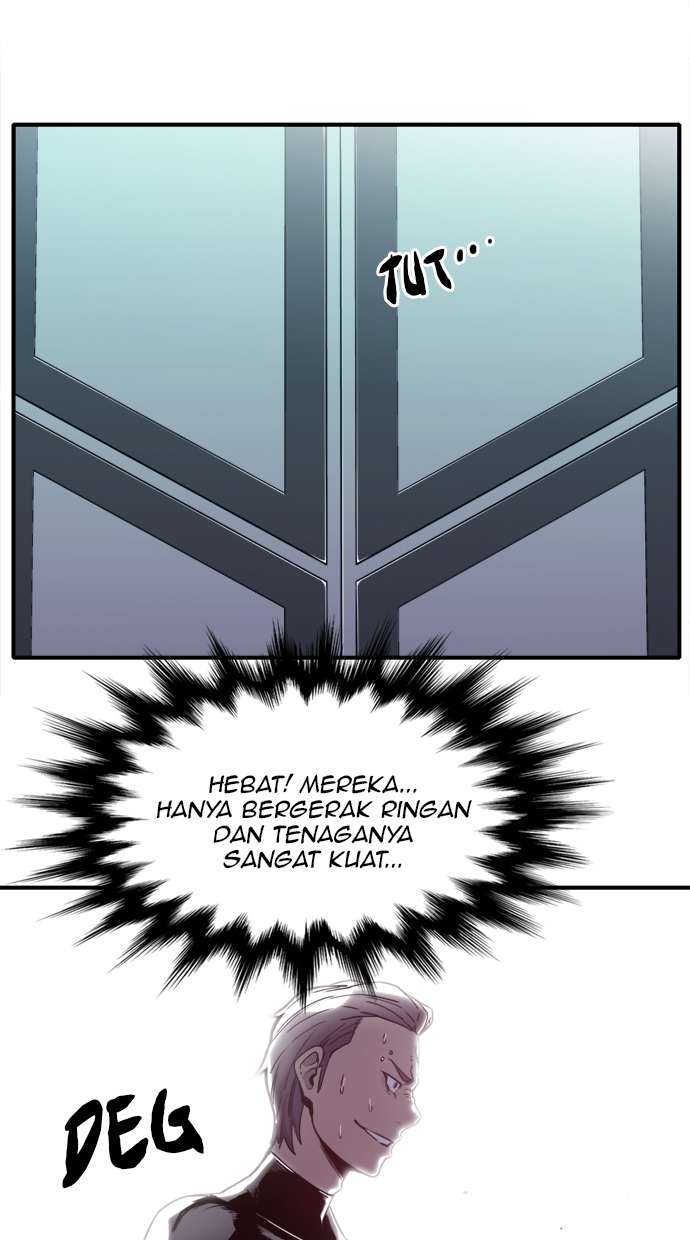 TUT...
HEBAT! MEREKA...
HANYA BERGERAK RINGAN
DAN TENAGANYA
SANGAT KUAT...
DEG